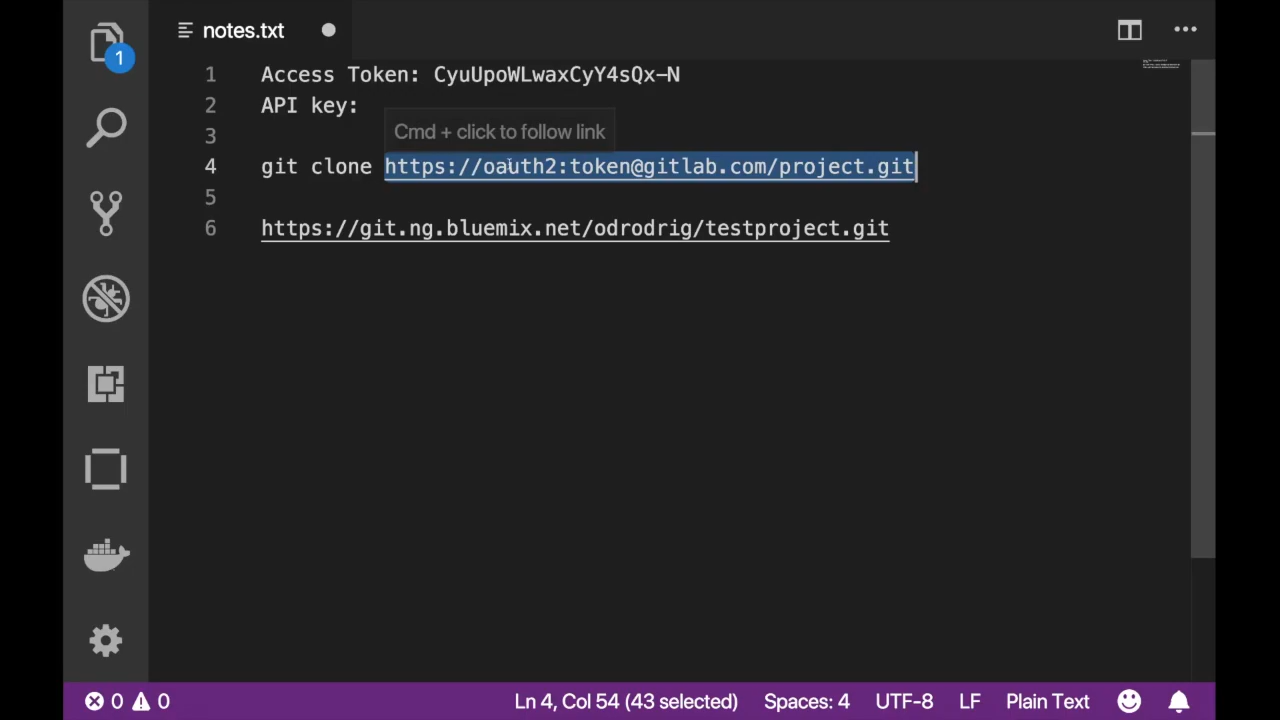 notes.txt
1
1 Access Token: CyuUpoWLwaxCyY4sQx-N
2 API key:
Cmd + click to follow link
3
4 git clone https://oauth2:token@gitlab.com/project.git
5
6 https://git.ng.bluemix.net/odrodrig/testproject.git
0 0 Ln 4, Col 54 (43 selected) Spaces: 4 UTF-8 LF Plain Text